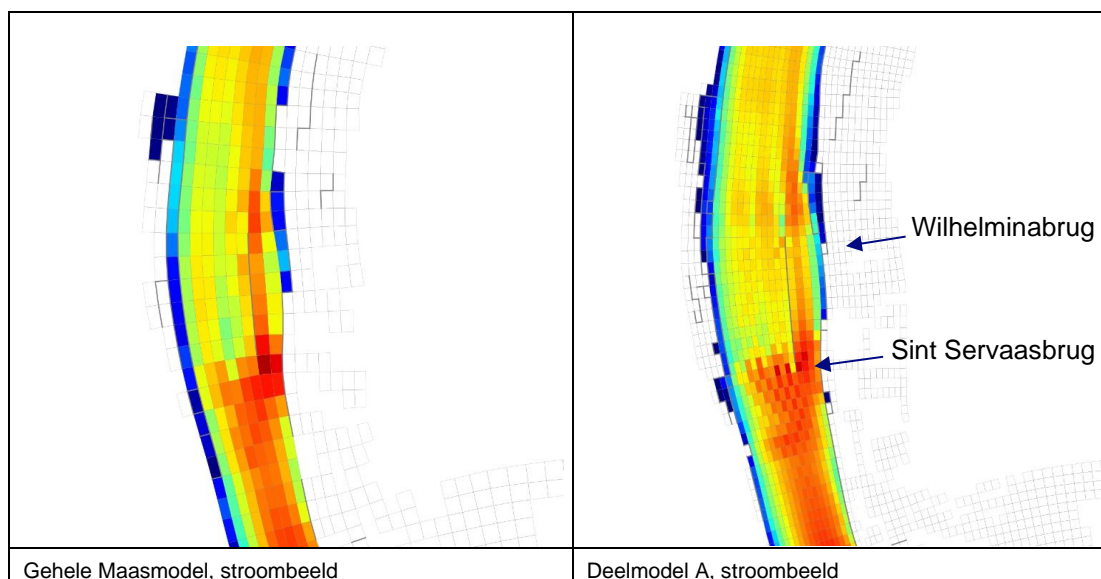 Wilhelminabrug
Sint Servaasbrug
Gehele Maasmodel, stroombeeld
Deelmodel A, stroombeeld